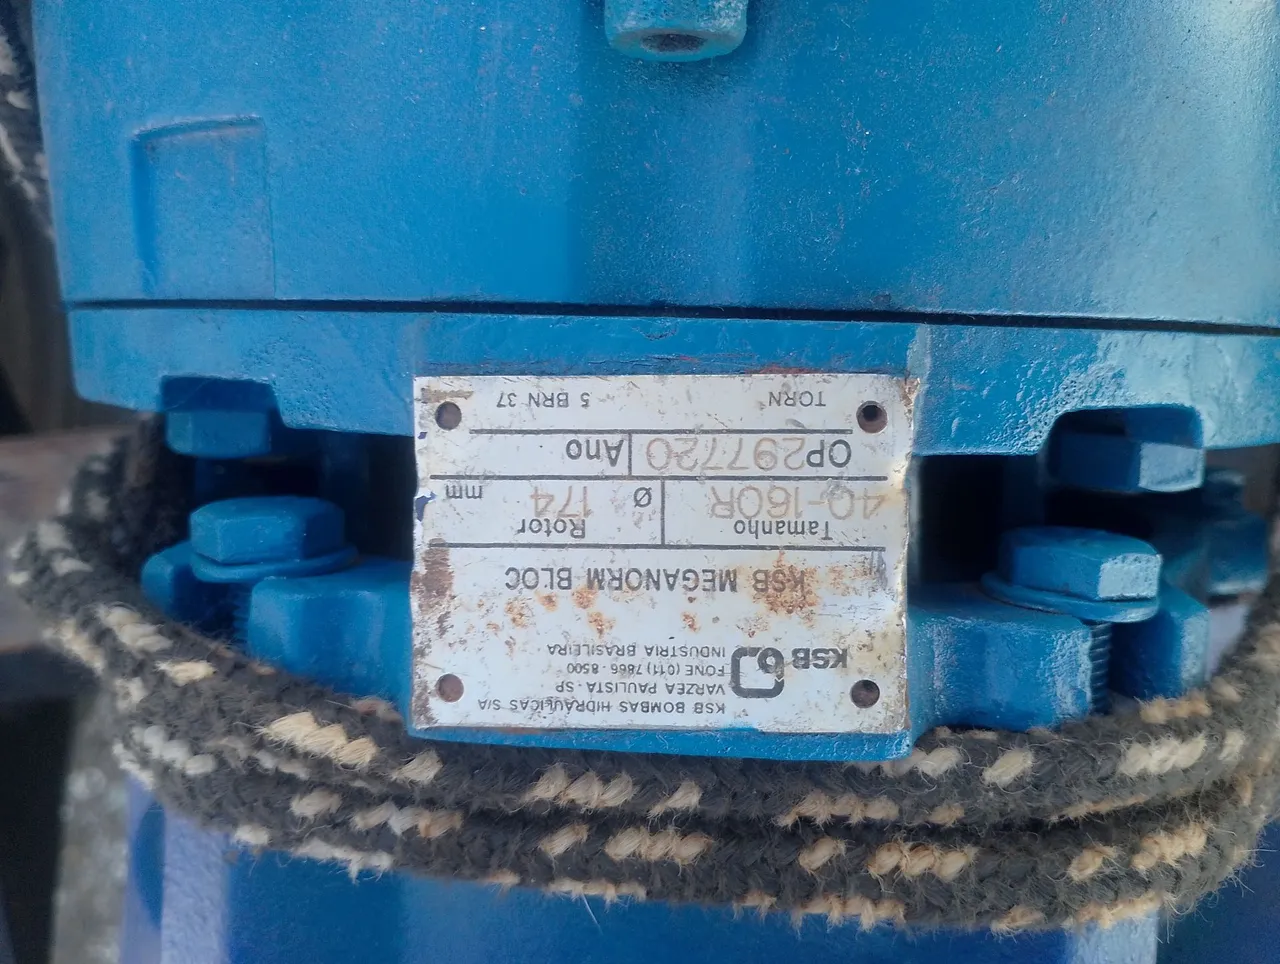 KSB BOMBAS HIDRÁULICAS S/A
VARZEA PAULISTA - SP
FONE (011) 7866-8500
KSB INDUSTRIA BRASILEIRA
KSB MEGANORM BLOC
Tamanho Rotor
40-160R Ø 174 mm
OP297720 Ano
TORN 5 BRN 37